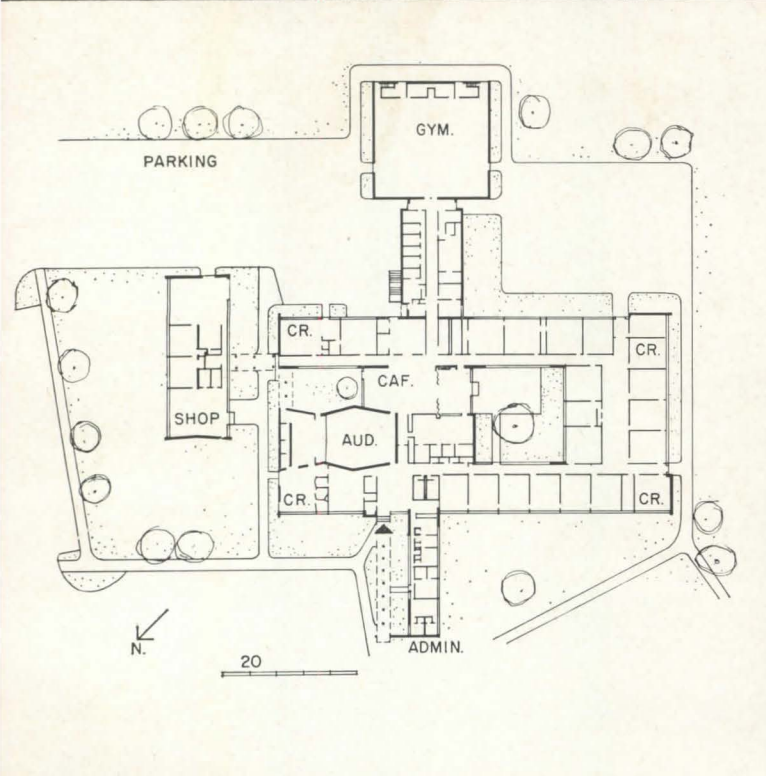 GYM.
PARKING
CR.
CR.
CAF.
SHOP
AUD.
CR.
CR.
N.
ADMIN.
20